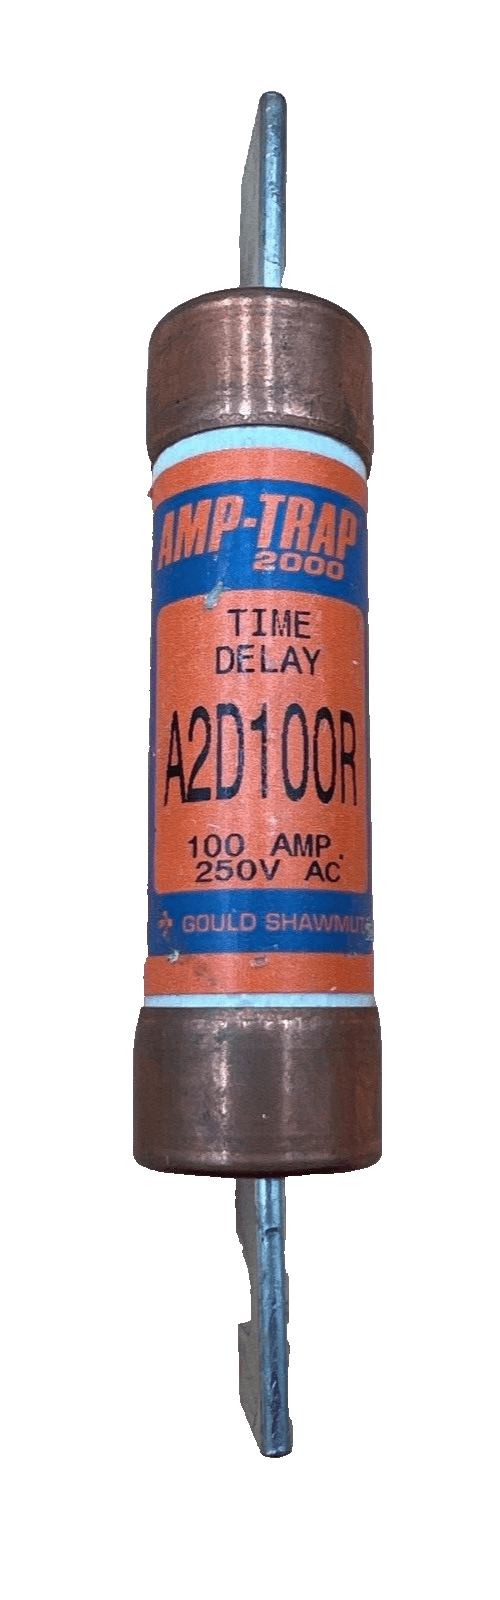 AMP-TRAP
2000
TIME
DELAY
A2D100R
100 AMP.
250V AC
GOULD SHAWMUT